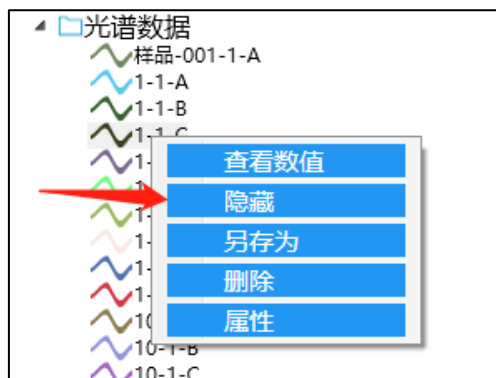 光谱数据
样品-001-1-A
1-1-A
1-1-B
1-1-C
查看数值
隐藏
另存为
删除
属性
10-1-B
10-1-C